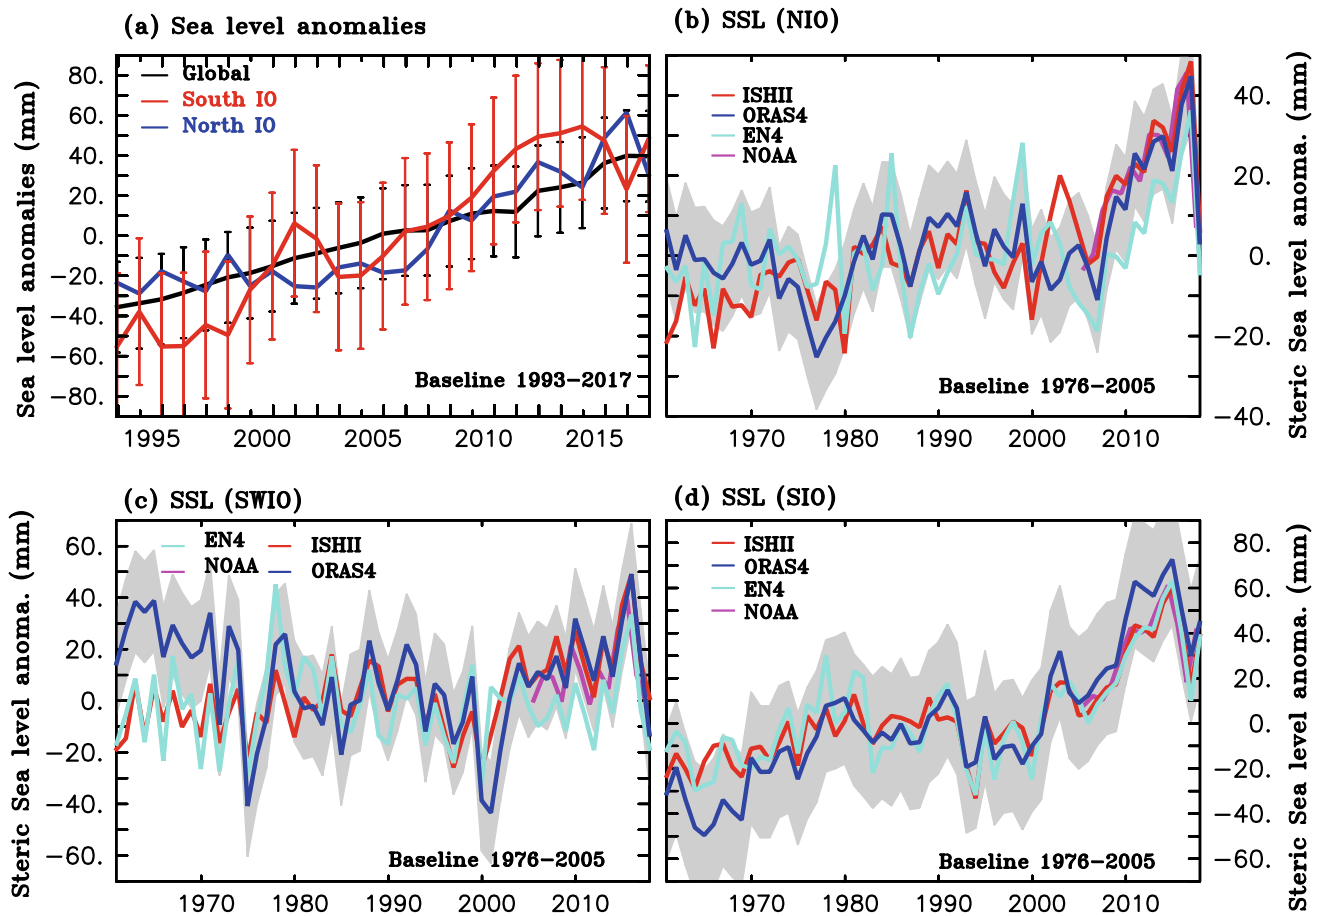 (a) Sea level anomalies
Sea level anomalies (mm)
80.
60.
40.
20.
0.
−20.
−40.
−60.
−80.
Global
South IO
North IO
Baseline 1993−2017
1995 2000 2005 2010 2015
(b) SSL (NIO)
ISHII
ORAS4
EN4
NOAA
Baseline 1976−2005
40.
20.
0.
−20.
−40.
Steric Sea level anoma. (mm)
1970 1980 1990 2000 2010
(c) SSL (SWIO)
Steric Sea level anoma. (mm)
60.
40.
20.
0.
−20.
−40.
−60.
EN4 ISHII
NOAA ORAS4
Baseline 1976−2005
1970 1980 1990 2000 2010
(d) SSL (SIO)
ISHII
ORAS4
EN4
NOAA
Baseline 1976−2005
80.
60.
40.
20.
0.
−20.
−40.
−60.
Steric Sea level anoma. (mm)
1970 1980 1990 2000 2010